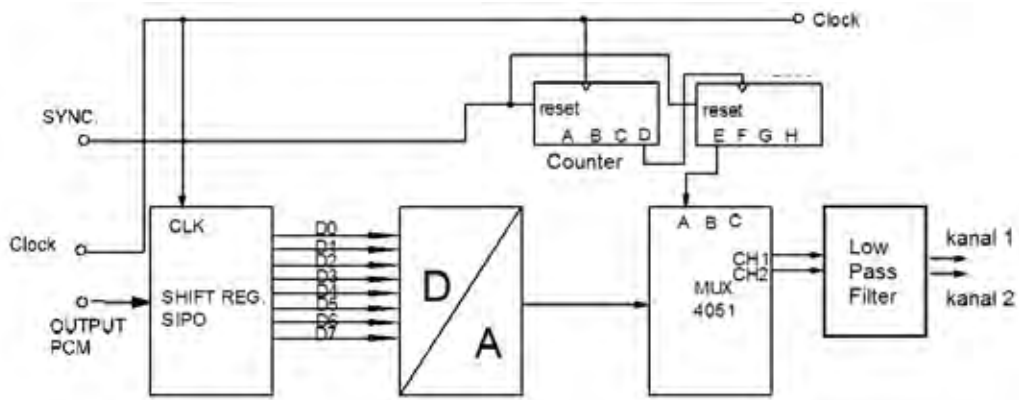 Clock
reset
reset
SYNC.
A B C D
E F G H
Counter
CLK
A B C
Clock
D0
D1
D2
D3
D4
D5
D6
D7
SHIFT REG.
SIPO
OUTPUT
PCM
D
A
CH1
CH2
MUX
4051
Low
Pass
Filter
kanal 1
kanal 2